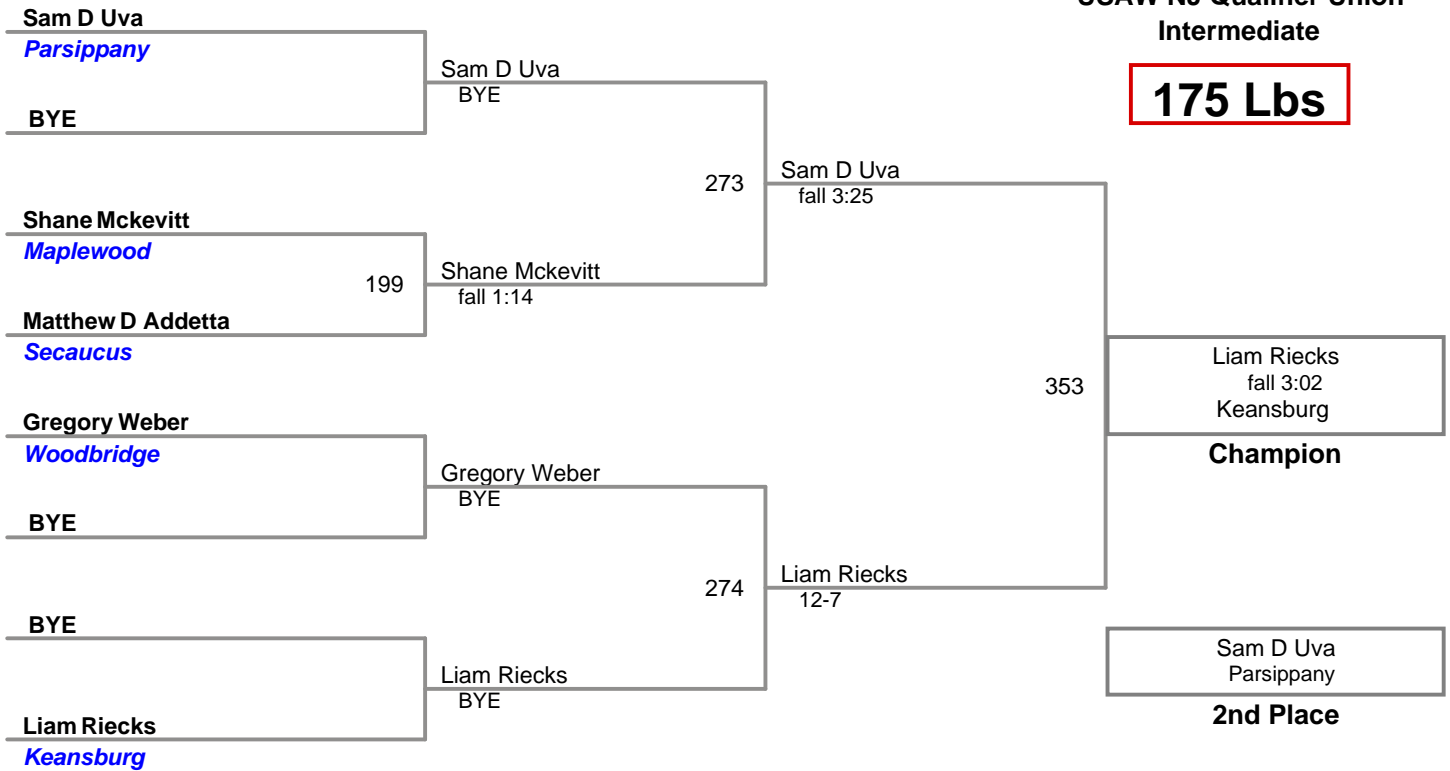 Intermediate
175 Lbs
Sam D Uva
Parsippany
BYE
Shane Mckevitt
Maplewood
199
Matthew D Addetta
Secaucus
Gregory Weber
Woodbridge
BYE
BYE
Liam Riecks
Keansburg
Sam D Uva
BYE
273
Shane Mckevitt
fall 1:14
Gregory Weber
BYE
274
Liam Riecks
BYE
Sam D Uva
fall 3:25
353
Liam Riecks
12-7
Liam Riecks
fall 3:02
Keansburg
Champion
Sam D Uva
Parsippany
2nd Place